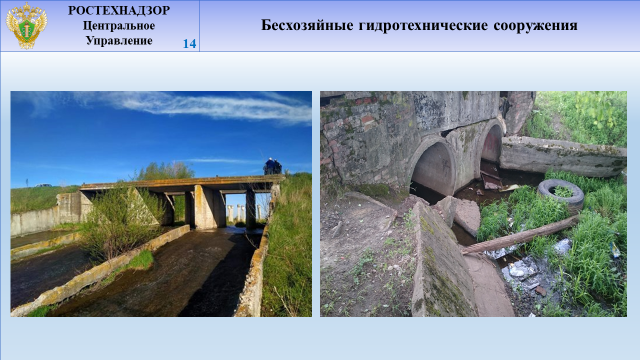 РОСТЕХНАДЗОР
Центральное
Управление
14
Бесхозяйные гидротехнические сооружения